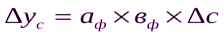 Δy𝑐 = aф × вф × Δc